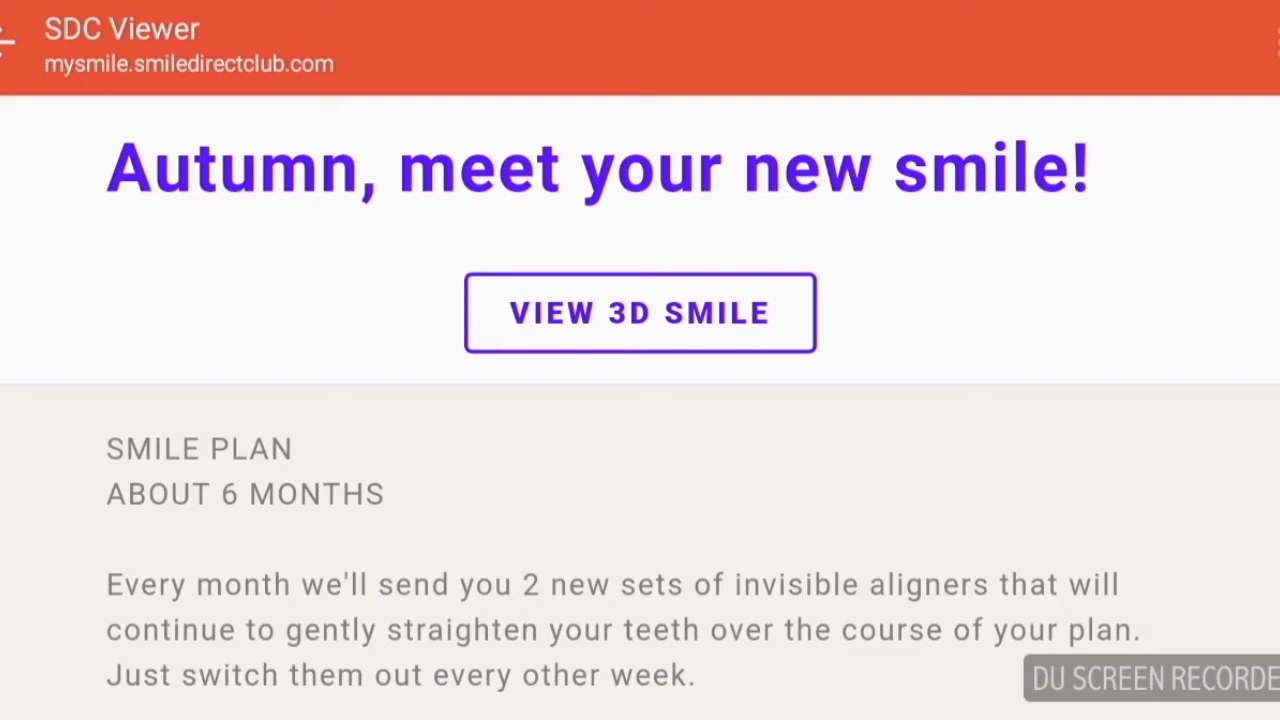 SDC Viewer
mysmile.smiledirectclub.com
Autumn, meet your new smile!
VIEW 3D SMILE
SMILE PLAN
ABOUT 6 MONTHS
Every month we'll send you 2 new sets of invisible aligners that will
continue to gently straighten your teeth over the course of your plan.
Just switch them out every other week.
DU SCREEN RECORDE